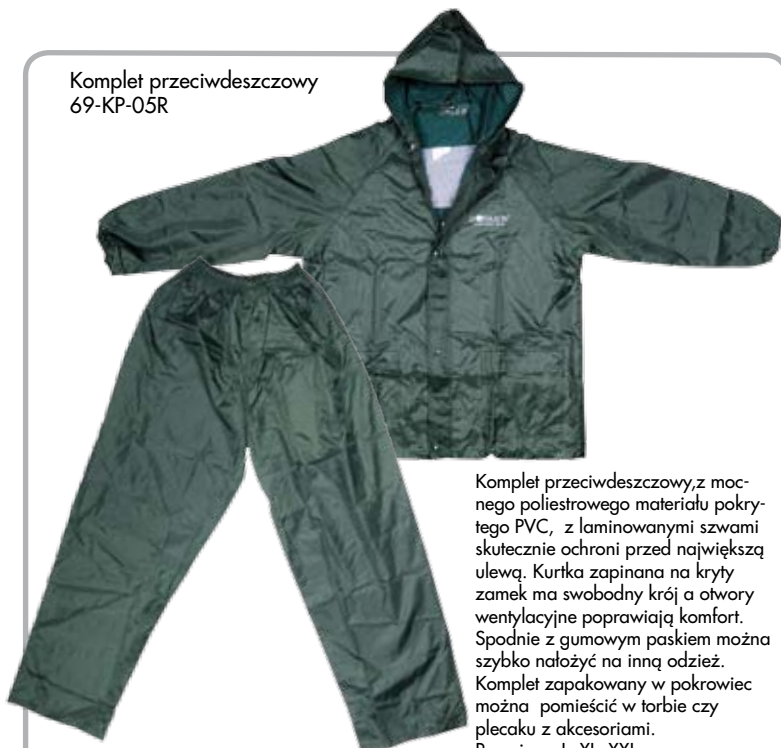 Komplet przeciwdeszczowy
69-KP-05R
Komplet przeciwdeszczowy,z moc-
nego poliestrowego materiału pokry-
tego PVC, z laminowanymi szwami
skutecznie ochroni przed największą
ulewą. Kurtka zapinana na kryty
zamek ma swobodny krój a otwory
wentylacyjne poprawiają komfort.
Spodnie z gumowym paskiem można
szybko nałożyć na inną odzież.
Komplet zapakowany w pokrowiec
można pomieścić w torbie czy
plecaku z akcesoriami.